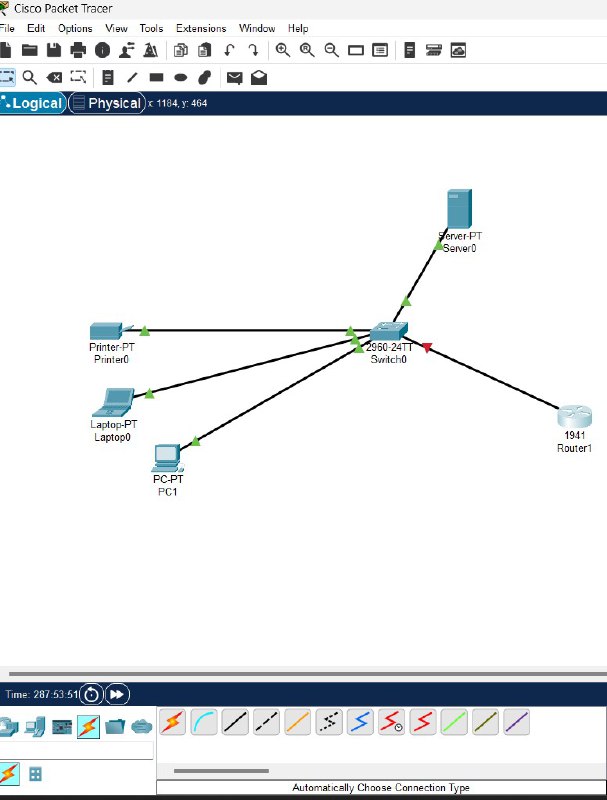 Cisco Packet Tracer
File Edit Options View Tools Extensions Window Help
Logical Physical x: 1184, y: 464
Server-PT
Server0
Printer-PT
Printer0
2960-24TT
Switch0
Laptop-PT
Laptop0
1941
Router1
PC-PT
PC1
Time: 287:53:51
Automatically Choose Connection Type